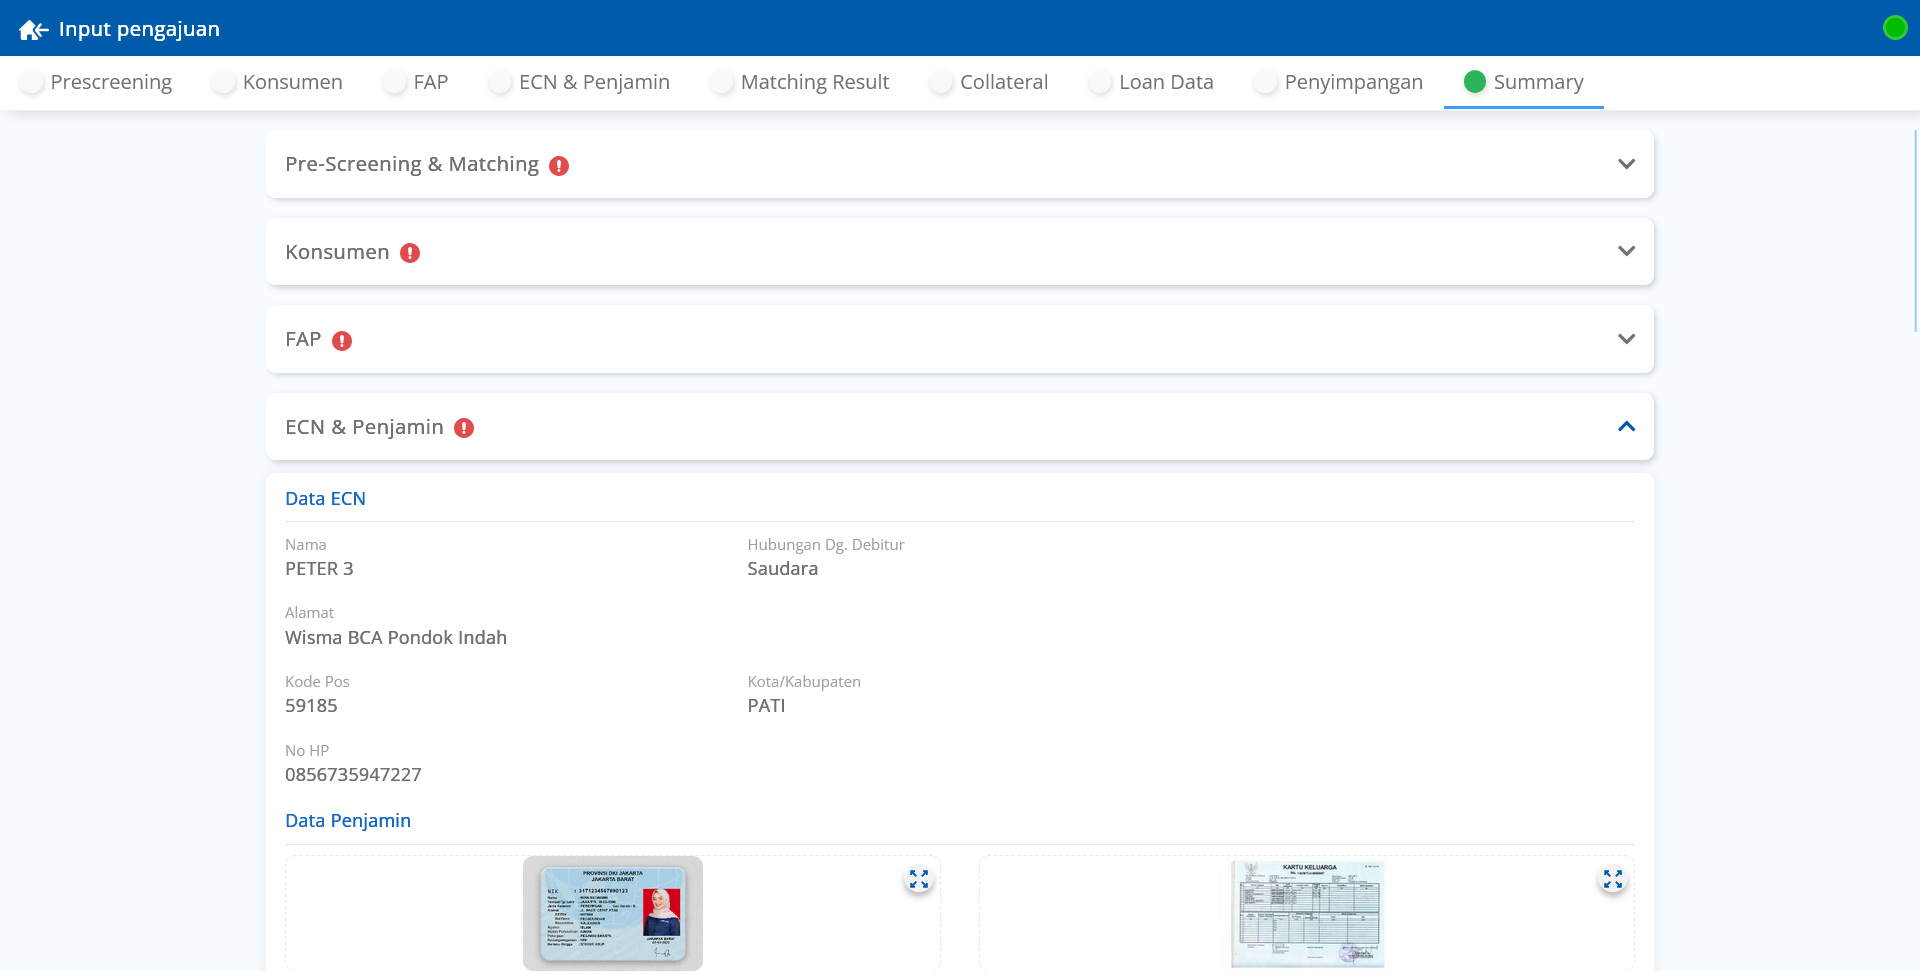 Input pengajuan
Prescreening Konsumen FAP ECN & Penjamin Matching Result Collateral Loan Data Penyimpangan Summary
Pre-Screening & Matching
Konsumen
FAP
ECN & Penjamin
Data ECN
Nama Hubungan Dg. Debitur
PETER 3 Saudara
Alamat
Wisma BCA Pondok Indah
Kode Pos Kota/Kabupaten
59185 PATI
No HP
0856735947227
Data Penjamin
PROVINSI DKI JAKARTA
JAKARTA BARAT
NIK : 3171234567890123
KARTU KELUARGA